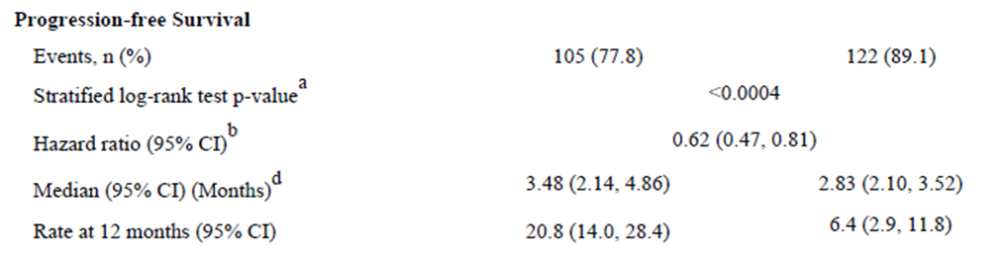 Progression-free Survival
Events, n (%) 105 (77.8) 122 (89.1)
Stratified log-rank test p-valueᵃ <0.0004
Hazard ratio (95% CI)ᵇ 0.62 (0.47, 0.81)
Median (95% CI) (Months)ᵈ 3.48 (2.14, 4.86) 2.83 (2.10, 3.52)
Rate at 12 months (95% CI) 20.8 (14.0, 28.4) 6.4 (2.9, 11.8)